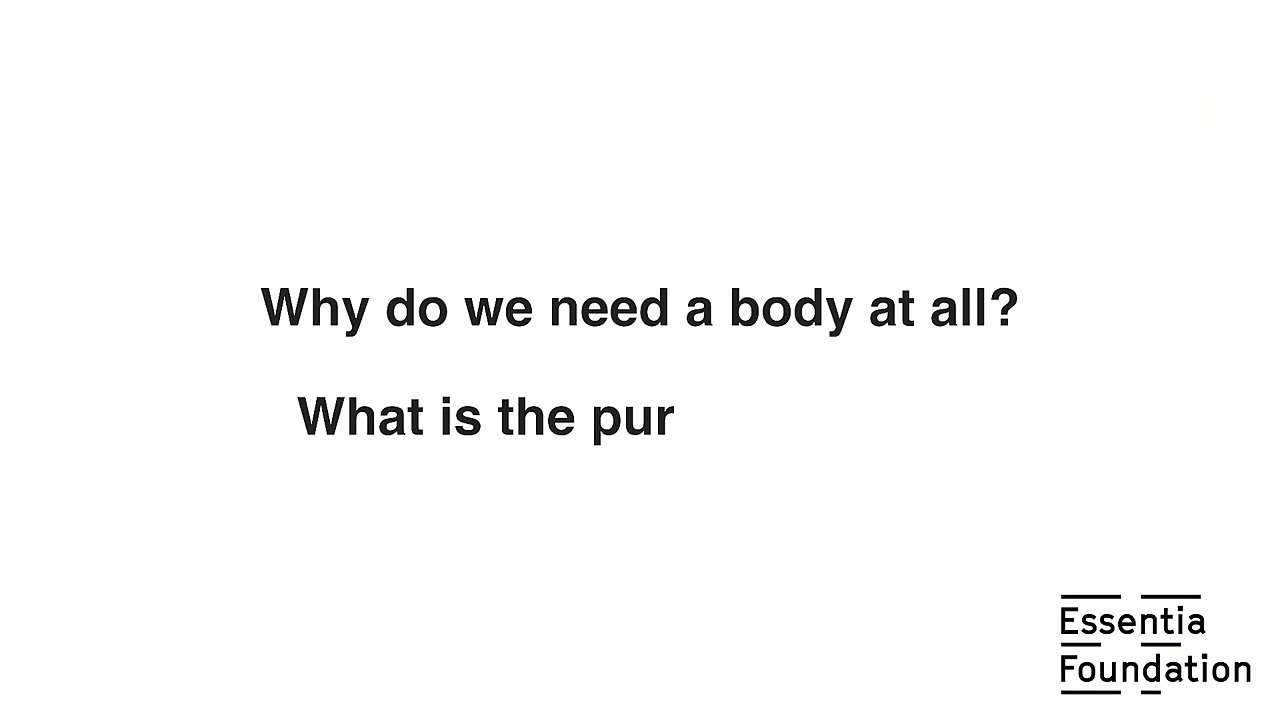 Why do we need a body at all?
What is the pur
Essentia
Foundation